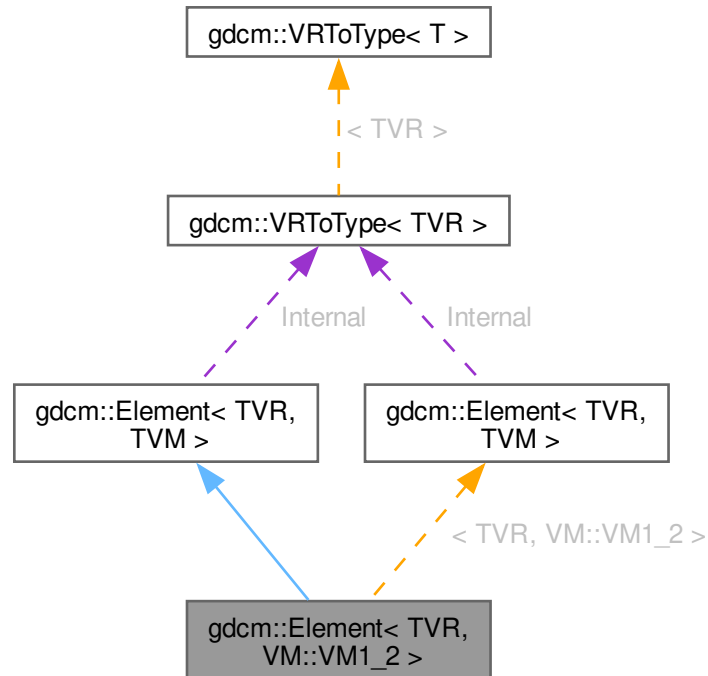 gdcm::VRToType< T >
< TVR >
gdcm::VRToType< TVR >
Internal
Internal
gdcm::Element< TVR,
TVM >
gdcm::Element< TVR,
TVM >
< TVR, VM::VM1_2 >
gdcm::Element< TVR,
VM::VM1_2 >